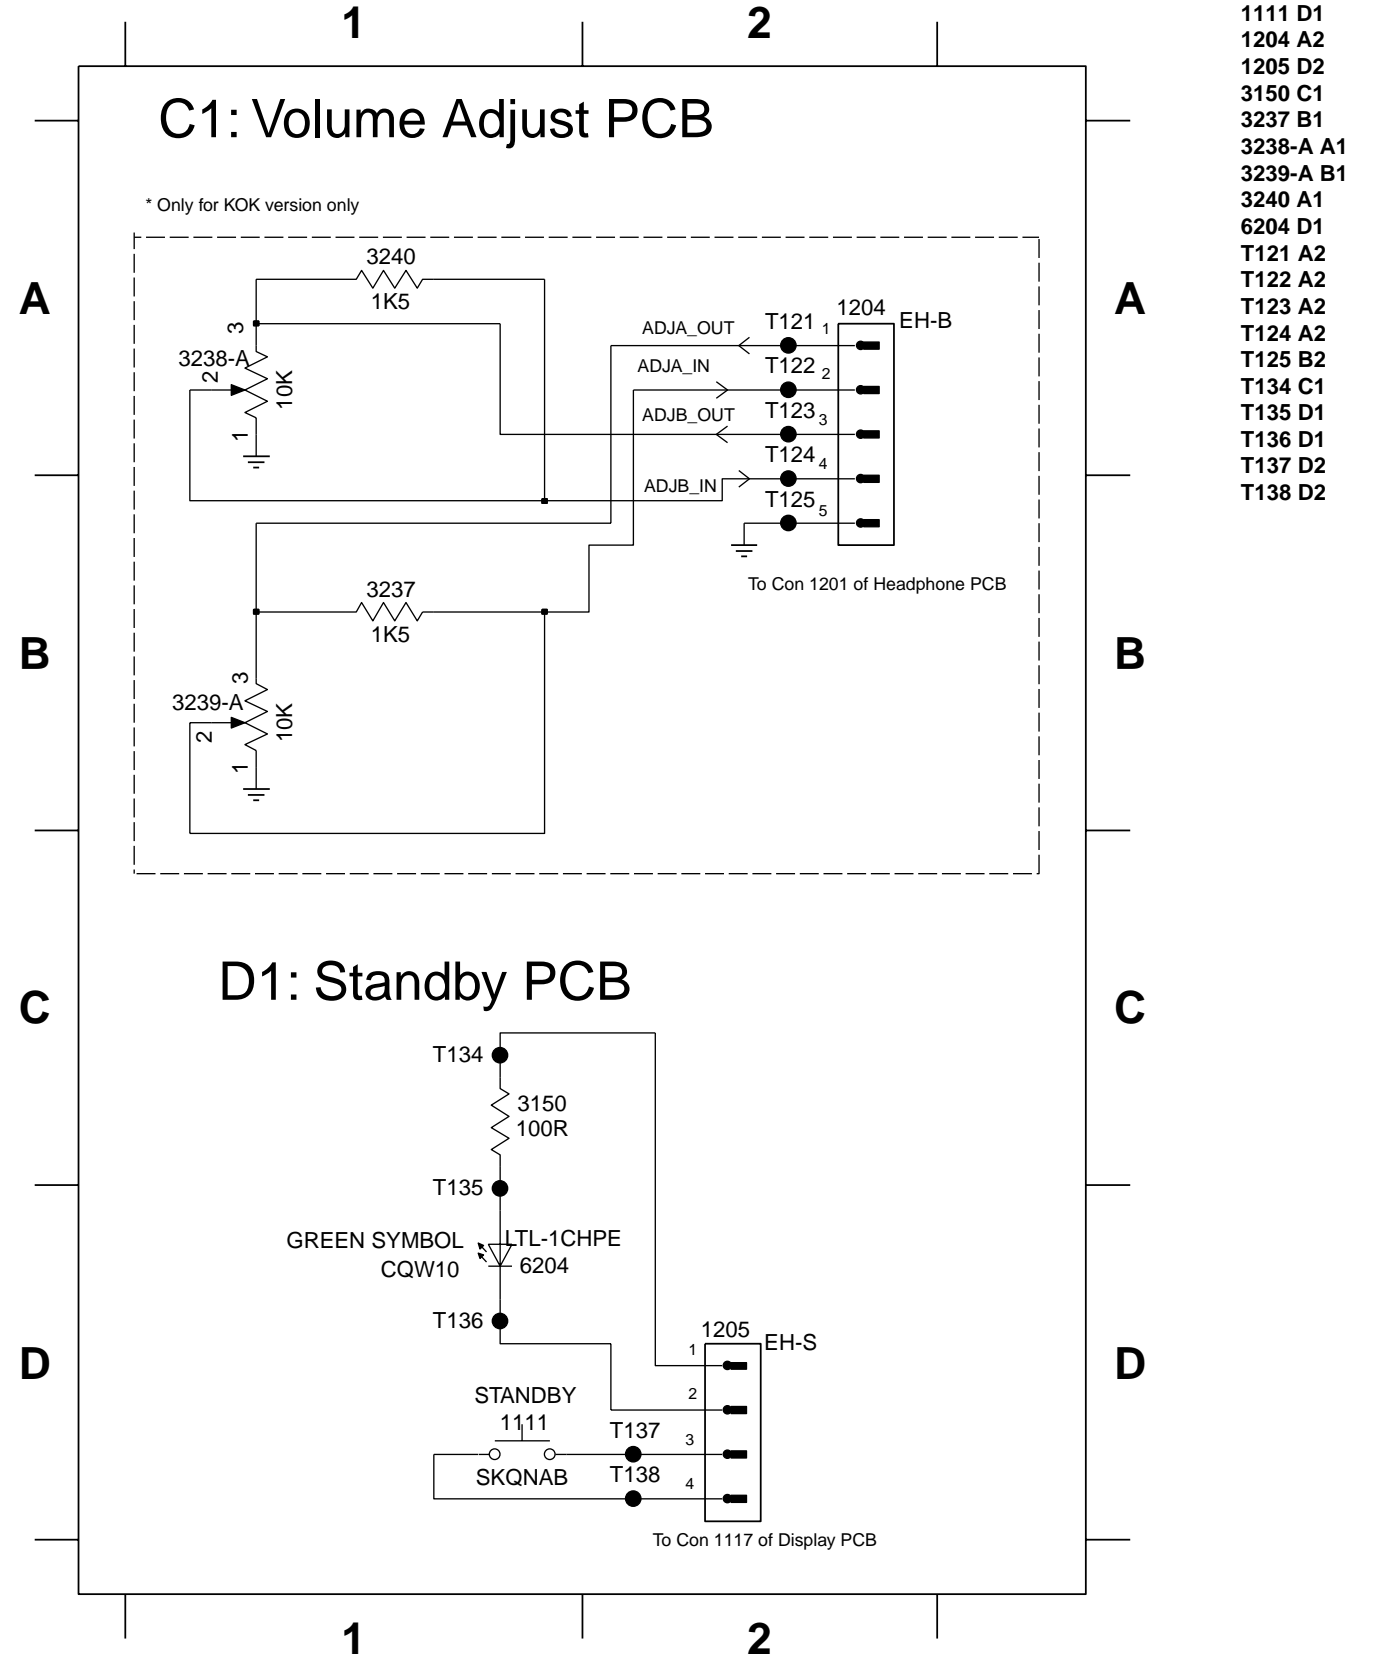 1
2
C1: Volume Adjust PCB
* Only for KOK version only
A
A
3240
1K5
3
3238-A
2
10K
1
1204
EH-B
ADJA_OUT
T121
1
ADJA_IN
T122
2
ADJB_OUT
T123
3
T124
4
ADJB_IN
T125
5
To Con 1201 of Headphone PCB
B
B
3237
1K5
3
3239-A
2
10K
1
D1: Standby PCB
C
C
T134
3150
100R
T135
GREEN SYMBOL
CQW10
LTL-1CHPE
6204
T136
D
D
1205
EH-S
1
2
STANDBY
1111
SKQNAB
T137
3
T138
4
To Con 1117 of Display PCB
1
2
1111 D1
1204 A2
1205 D2
3150 C1
3237 B1
3238-A A1
3239-A B1
3240 A1
6204 D1
T121 A2
T122 A2
T123 A2
T124 A2
T125 B2
T134 C1
T135 D1
T136 D1
T137 D2
T138 D2